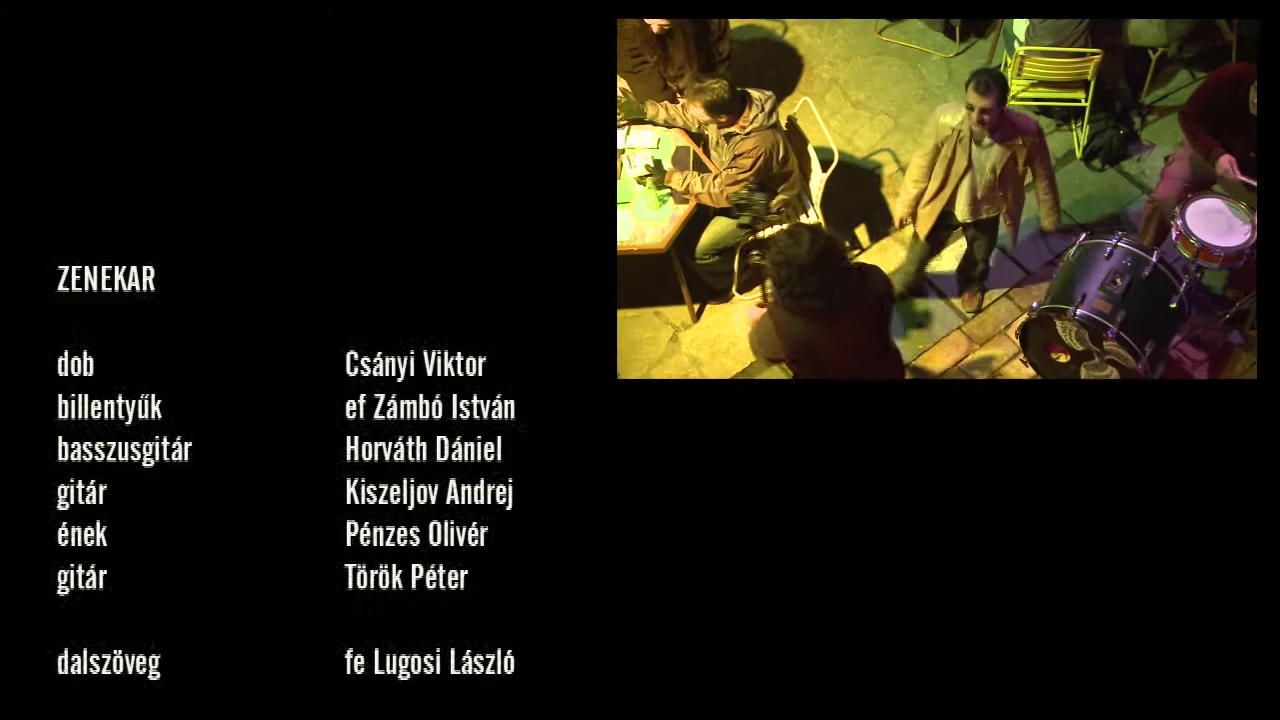 ZENEKAR
dob Csányi Viktor
billentyűk ef Zámbó István
basszusgitár Horváth Dániel
gitár Kiszeljov Andrej
ének Pénzes Olivér
gitár Török Péter
dalszöveg fe Lugosi László